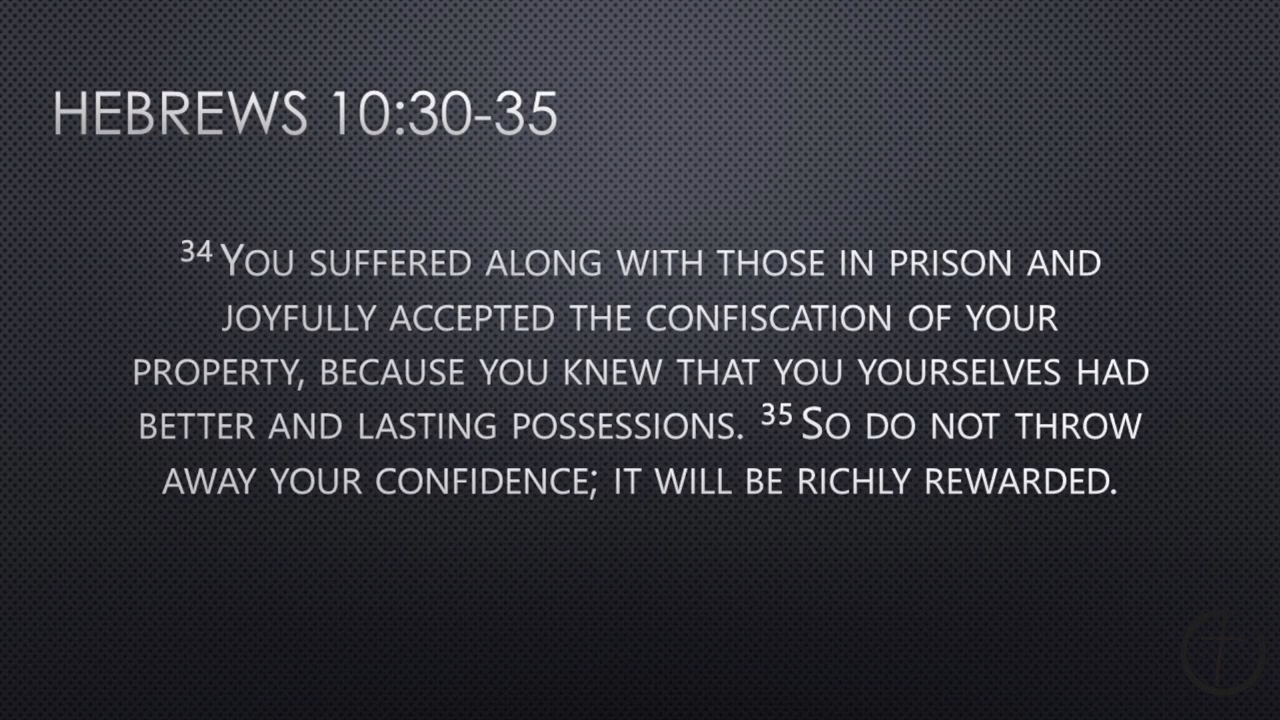 HEBREWS 10:30-35
34 YOU SUFFERED ALONG WITH THOSE IN PRISON AND
JOYFULLY ACCEPTED THE CONFISCATION OF YOUR
PROPERTY, BECAUSE YOU KNEW THAT YOU YOURSELVES HAD
BETTER AND LASTING POSSESSIONS. 35 SO DO NOT THROW
AWAY YOUR CONFIDENCE; IT WILL BE RICHLY REWARDED.